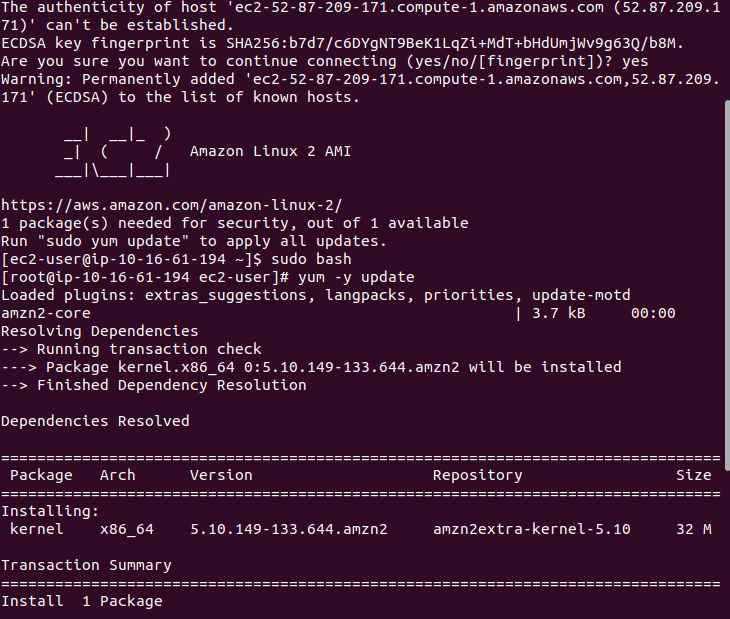 The authenticity of host 'ec2-52-87-209-171.compute-1.amazonaws.com (52.87.209.1
71)' can't be established.
ECDSA key fingerprint is SHA256:b7d7/c6DYgNT9BeK1LqZi+MdT+bHdUmjWv9g63Q/b8M.
Are you sure you want to continue connecting (yes/no/[fingerprint])? yes
Warning: Permanently added 'ec2-52-87-209-171.compute-1.amazonaws.com,52.87.209.
171' (ECDSA) to the list of known hosts.

       __|  __|_  )
       _|  (     /   Amazon Linux 2 AMI
      ___|\___|___|

https://aws.amazon.com/amazon-linux-2/
1 package(s) needed for security, out of 1 available
Run "sudo yum update" to apply all updates.
[ec2-user@ip-10-16-61-194 ~]$ sudo bash
[root@ip-10-16-61-194 ec2-user]# yum -y update
Loaded plugins: extras_suggestions, langpacks, priorities, update-motd
amzn2-core                                               | 3.7 kB     00:00
Resolving Dependencies
--> Running transaction check
---> Package kernel.x86_64 0:5.10.149-133.644.amzn2 will be installed
--> Finished Dependency Resolution

Dependencies Resolved

================================================================================
 Package   Arch      Version                    Repository                 Size
================================================================================
Installing:
 kernel    x86_64    5.10.149-133.644.amzn2     amzn2extra-kernel-5.10     32 M

Transaction Summary
================================================================================
Install  1 Package